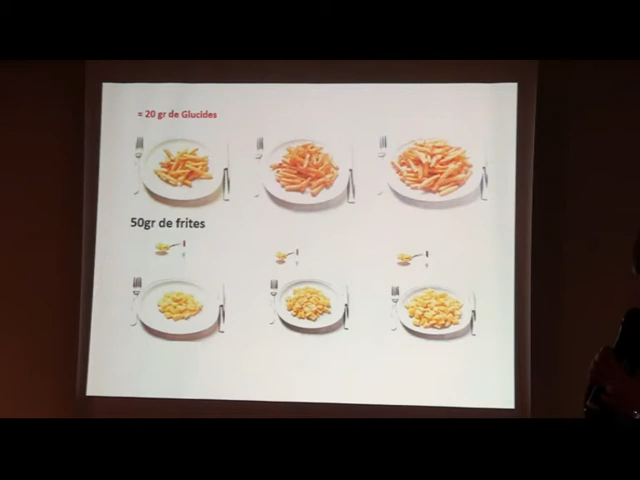 = 20 gr de Glucides
50gr de frites